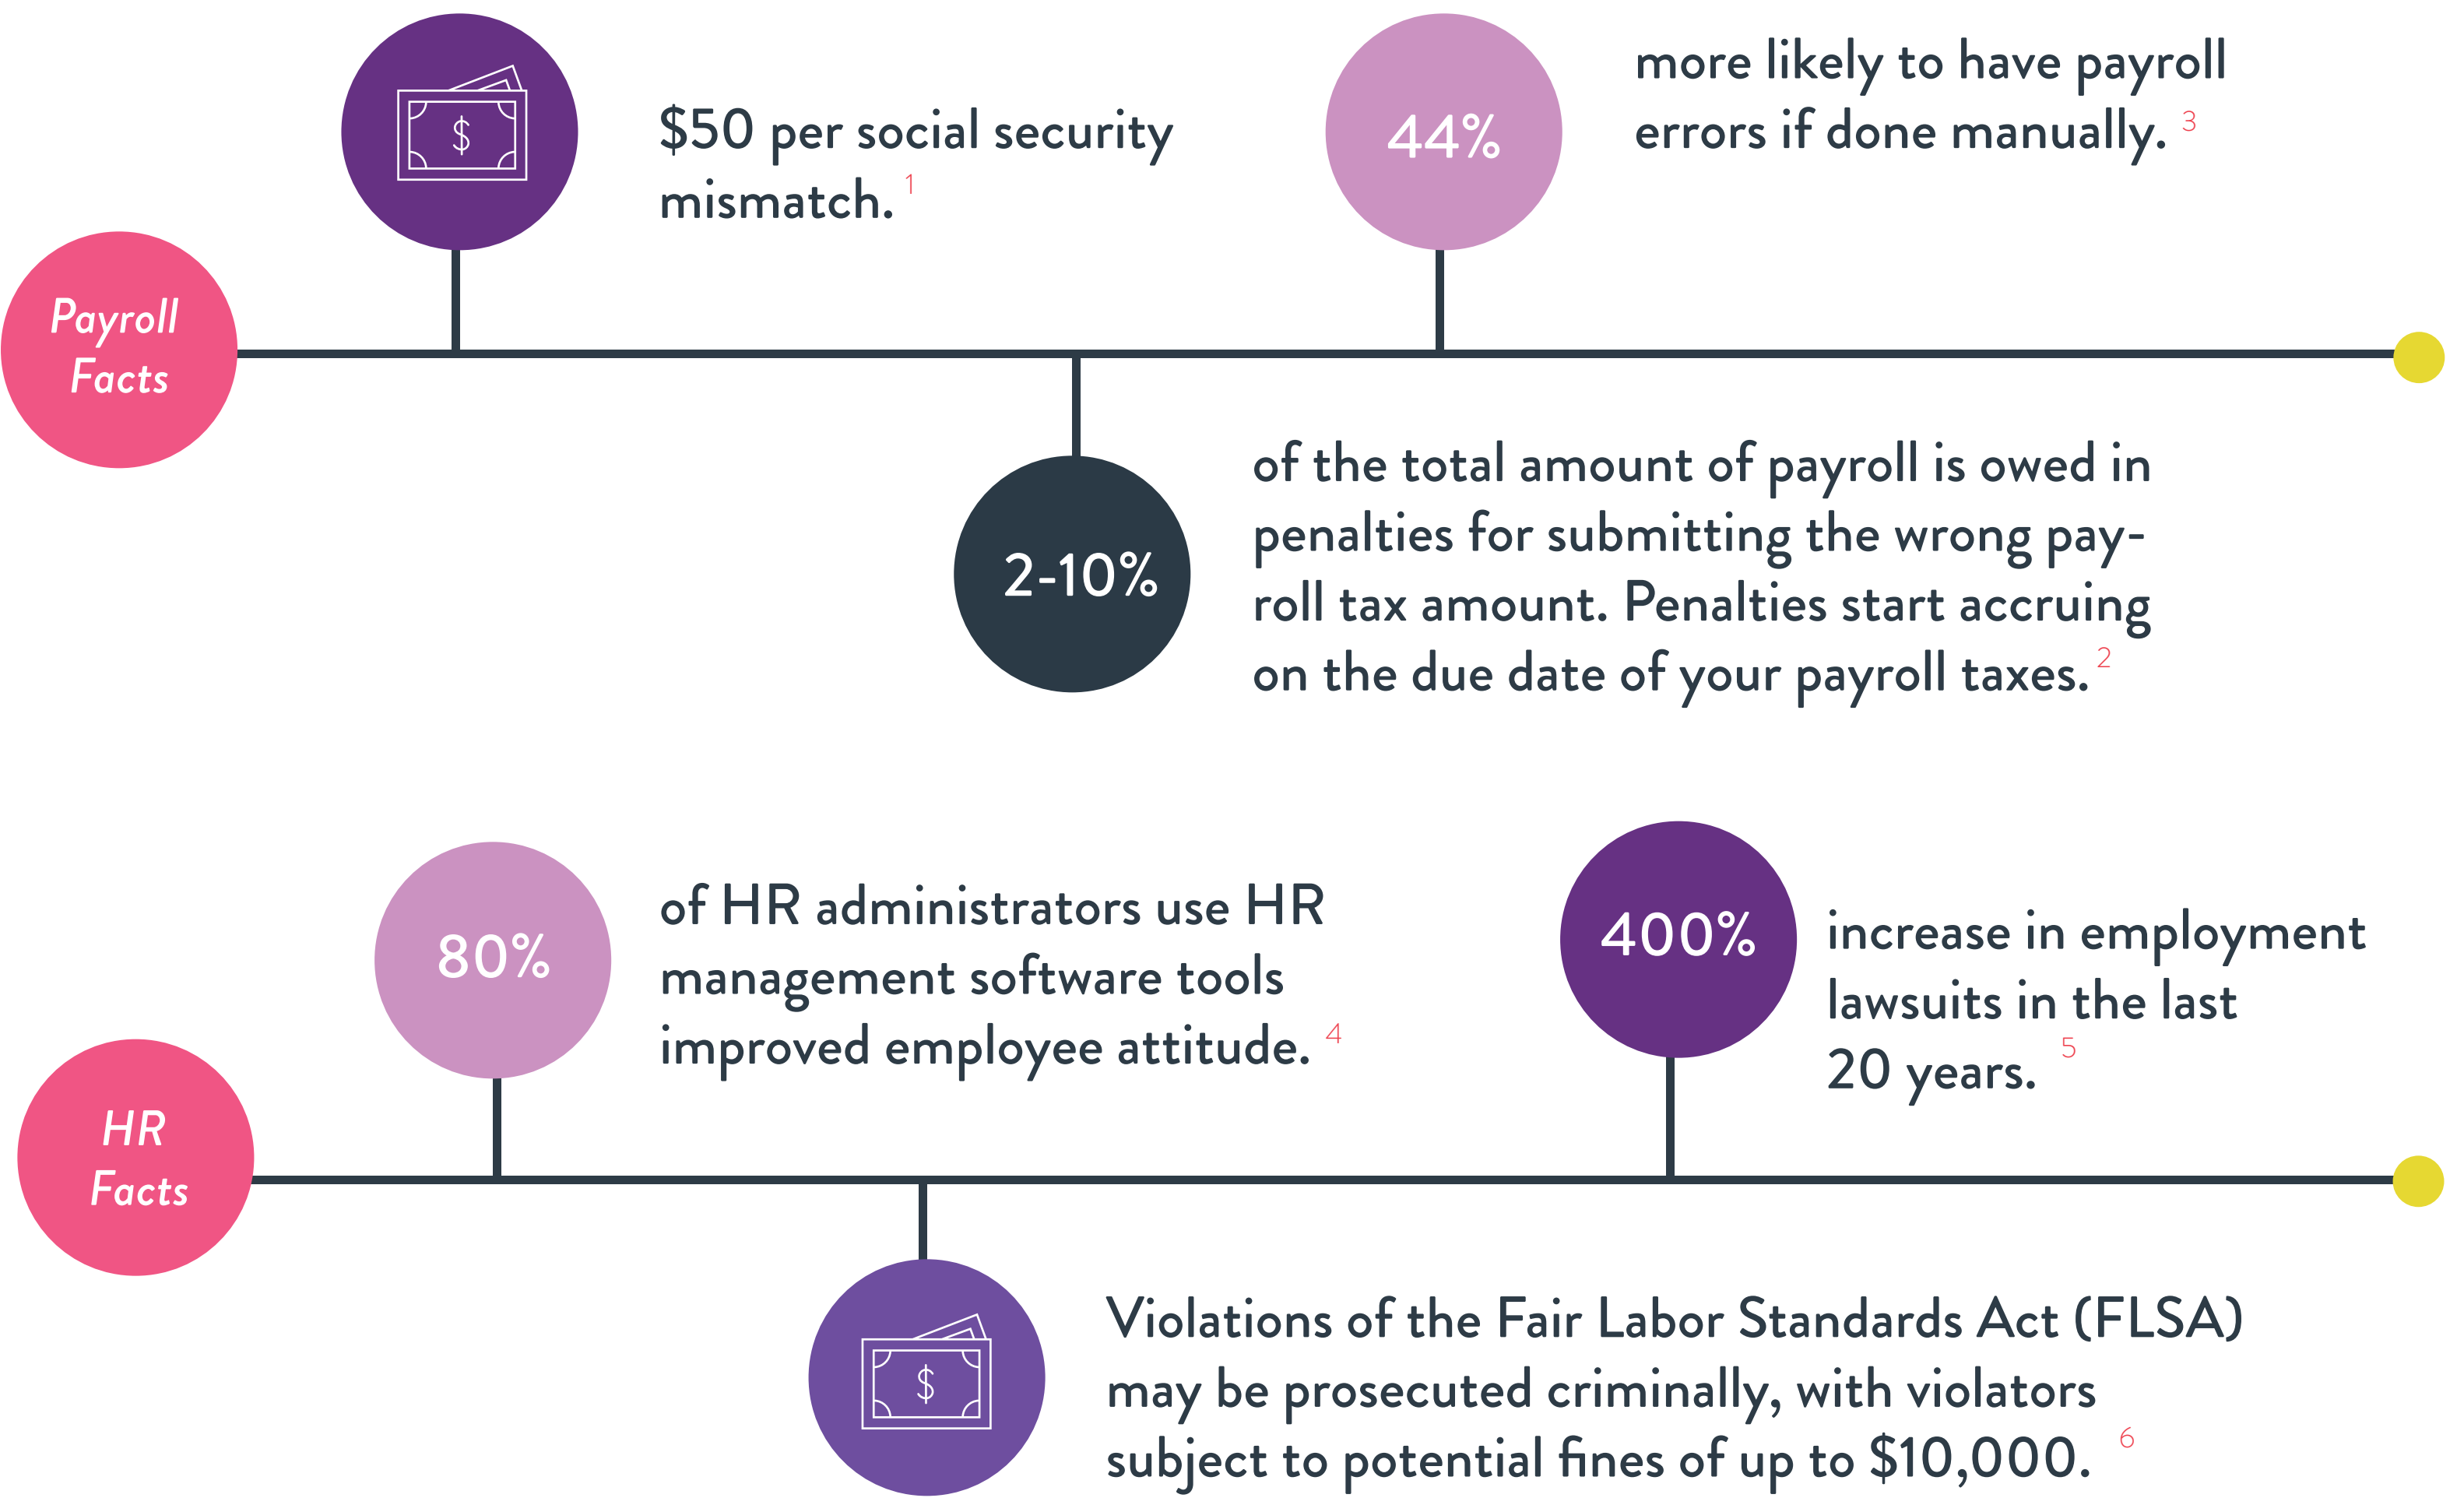 Payroll
Facts
$
$50 per social security
mismatch. 1
44%
more likely to have payroll
errors if done manually. 3
2-10%
of the total amount of payroll is owed in
penalties for submitting the wrong pay-
roll tax amount. Penalties start accruing
on the due date of your payroll taxes. 2
HR
Facts
80%
of HR administrators use HR
management software tools
improved employee attitude. 4
400%
increase in employment
lawsuits in the last
20 years. 5
$
Violations of the Fair Labor Standards Act (FLSA)
may be prosecuted criminally, with violators
subject to potential fines of up to $10,000. 6